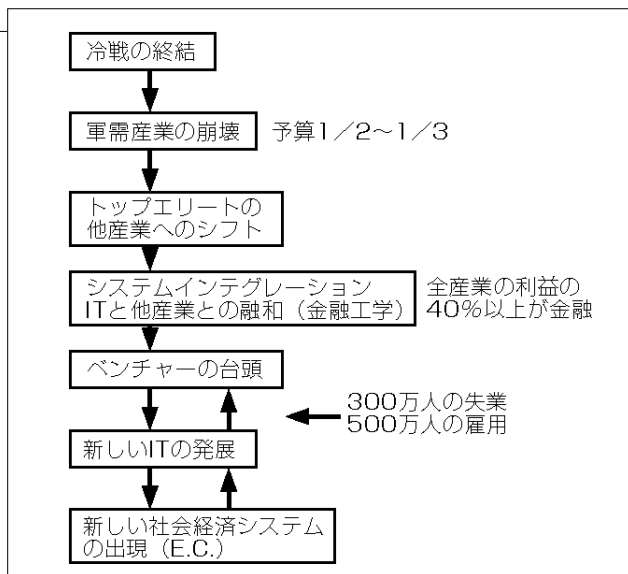 冷戦の終結
軍需産業の崩壊 予算1/2〜1/3
トップエリートの
他産業へのシフト
システムインテグレーション
ITと他産業との融和（金融工学）
全産業の利益の
40％以上が金融
ベンチャーの台頭
300万人の失業
500万人の雇用
新しいITの発展
新しい社会経済システム
の出現（E.C.）